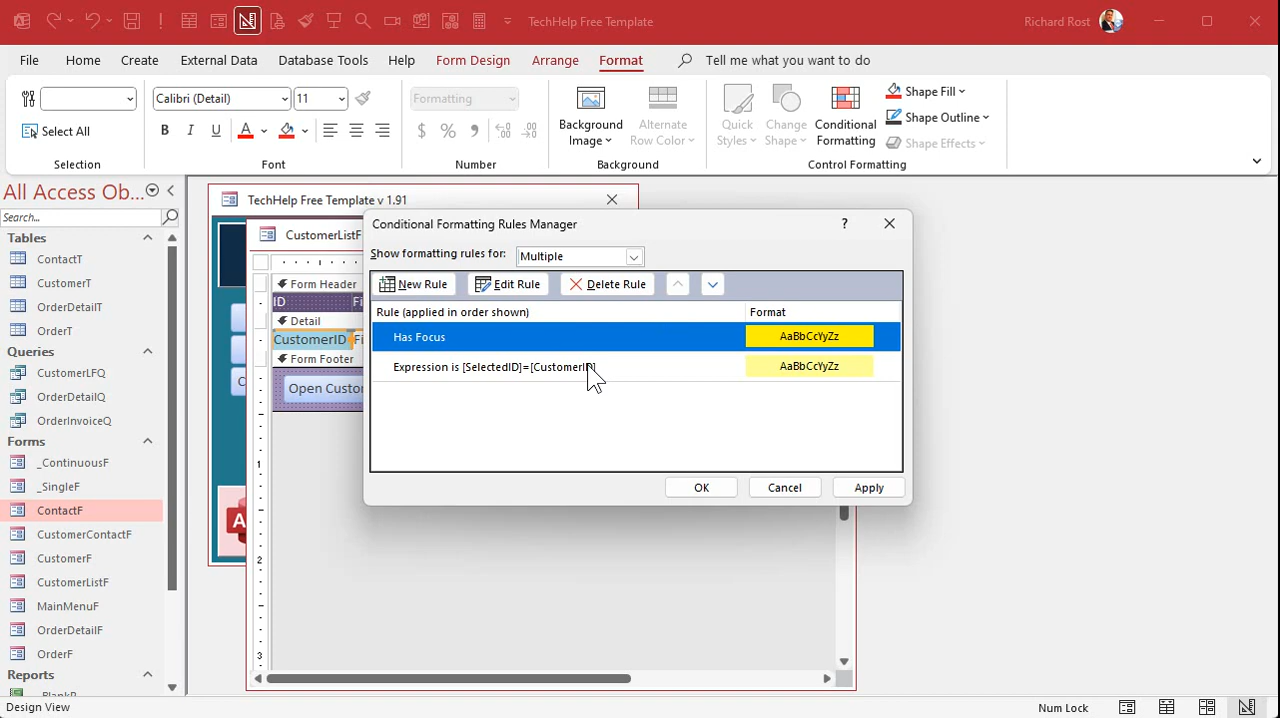 TechHelp Free Template
Richard Rost
File
Home
Create
External Data
Database Tools
Help
Form Design
Arrange
Format
Tell me what you want to do
Select All
Selection
Calibri (Detail)
11
B
I
U
A
Font
Formatting
$
%
Number
Background
Image
Alternate
Row Color
Background
Quick
Styles
Change
Shape
Conditional
Formatting
Shape Fill
Shape Outline
Shape Effects
Control Formatting
All Access Ob...
Search...
Tables
ContactT
CustomerT
OrderDetailT
OrderT
Queries
CustomerLFQ
OrderDetailQ
OrderInvoiceQ
Forms
_ContinuousF
_SingleF
ContactF
CustomerContactF
CustomerF
CustomerListF
MainMenuF
OrderDetailF
OrderF
Reports
_BlankR
TechHelp Free Template v 1.91
CustomerListF
Form Header
ID
Fi
Detail
CustomerID
Fi
Form Footer
Open Custo
1
2
3
Conditional Formatting Rules Manager
?
Show formatting rules for:
Multiple
New Rule
Edit Rule
Delete Rule
Rule (applied in order shown)
Format
Has Focus
AaBbCcYyZz
Expression is [SelectedID]=[CustomerID]
AaBbCcYyZz
OK
Cancel
Apply
Design View
Num Lock